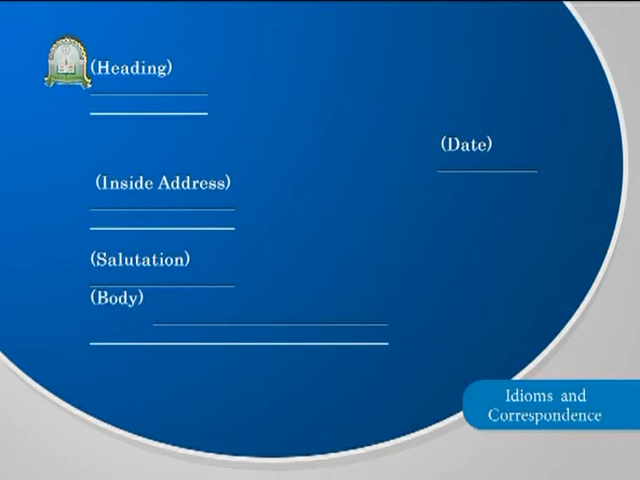 (Heading)
(Date)
(Inside Address)
(Salutation)
(Body)
Idioms and
Correspondence